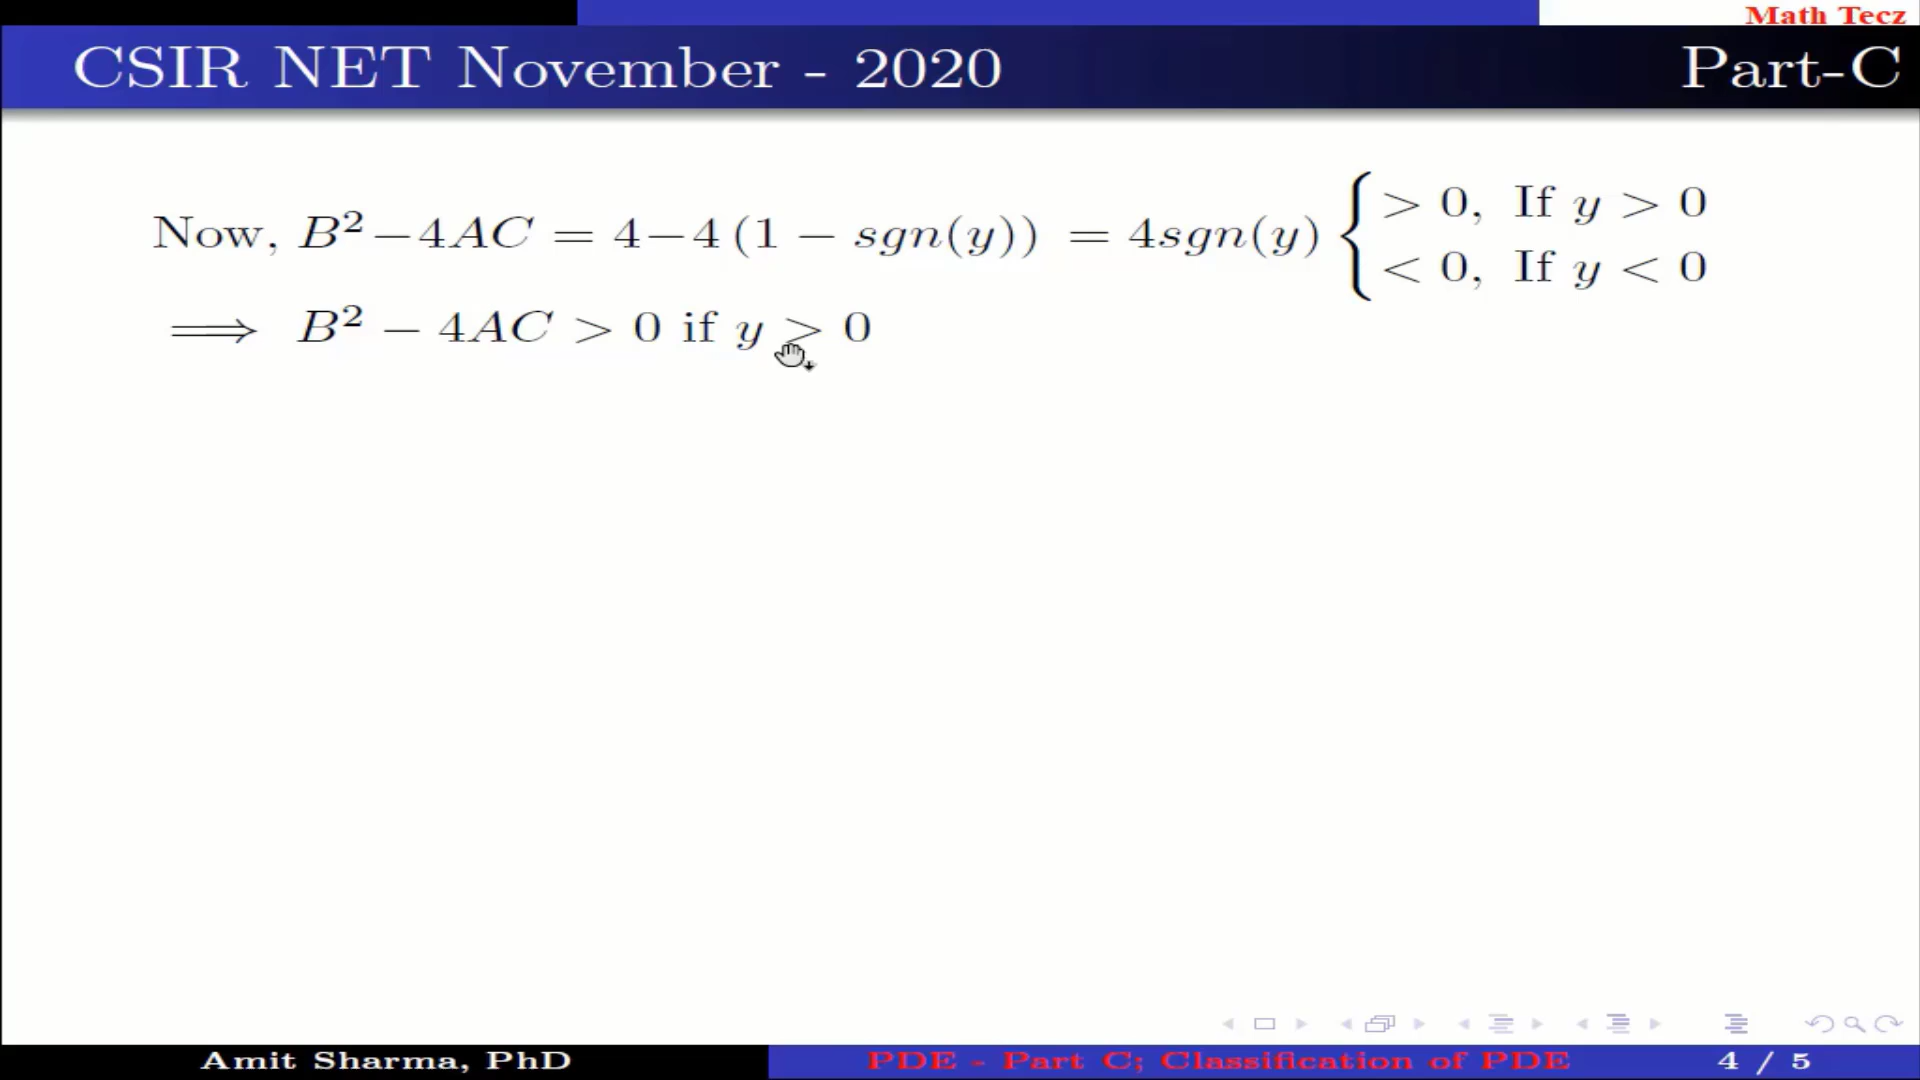 Math Tecz
CSIR NET November - 2020 Part-C
Now, B² − 4AC = 4 − 4 (1 − sgn(y)) = 4sgn(y) { > 0, If y > 0
< 0, If y < 0
⟹ B² − 4AC > 0 if y > 0
Amit Sharma, PhD PDE - Part C; Classification of PDE 4 / 5